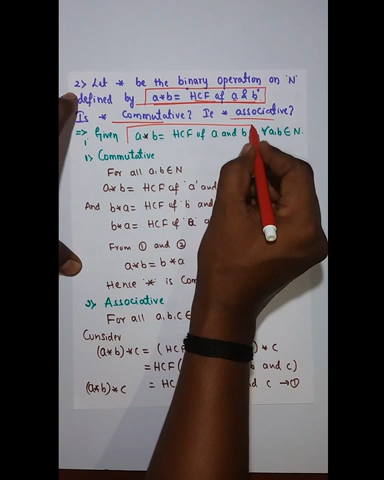 2) Let * be the binary operation on 'N'
defined by a*b = 'HCF of a & b'
Is * commutative? Is * associative?
=> Given a*b = HCF of a and b ∀ a,b ∈ N.
1) Commutative
For all a,b ∈ N
a*b = HCF of 'a' and
And b*a = HCF of 'b' and
b*a = HCF of 'a' a
From ① and ②
a*b = b*a
Hence '*' is Com
2) Associative
For all a,b,c ∈
Consider
(a*b)*c = (HCF ) * c
= HCF ( b and c)
(a*b)*c = HC d c → ①